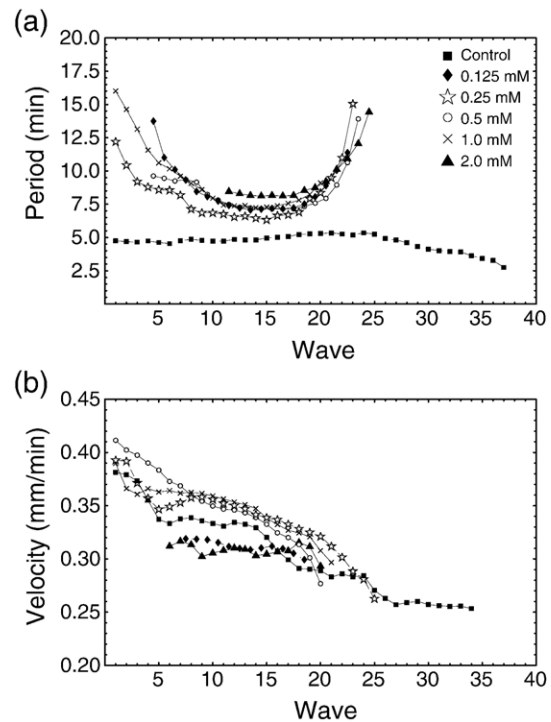 (a)
20.0
17.5
15.0
12.5
10.0
7.5
5.0
2.5
Period (min)
Control
0.125 mM
0.25 mM
0.5 mM
1.0 mM
2.0 mM
5 10 15 20 25 30 35 40
Wave
(b)
0.45
0.40
0.35
0.30
0.25
0.20
Velocity (mm/min)
5 10 15 20 25 30 35 40
Wave